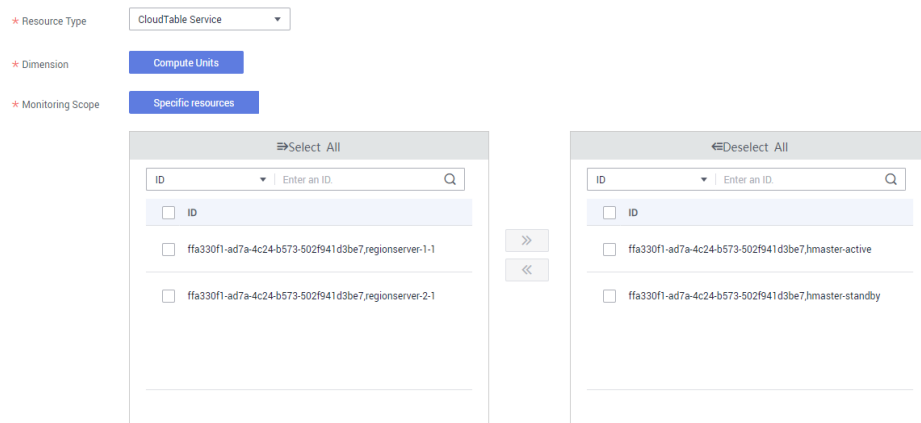 * Resource Type
CloudTable Service
* Dimension
Compute Units
* Monitoring Scope
Specific resources
Select All
ID
Enter an ID.
ID
ffa330f1-ad7a-4c24-b573-502f941d3be7,regionserver-1-1
ffa330f1-ad7a-4c24-b573-502f941d3be7,regionserver-2-1
Deselect All
ID
Enter an ID.
ID
ffa330f1-ad7a-4c24-b573-502f941d3be7,hmaster-active
ffa330f1-ad7a-4c24-b573-502f941d3be7,hmaster-standby